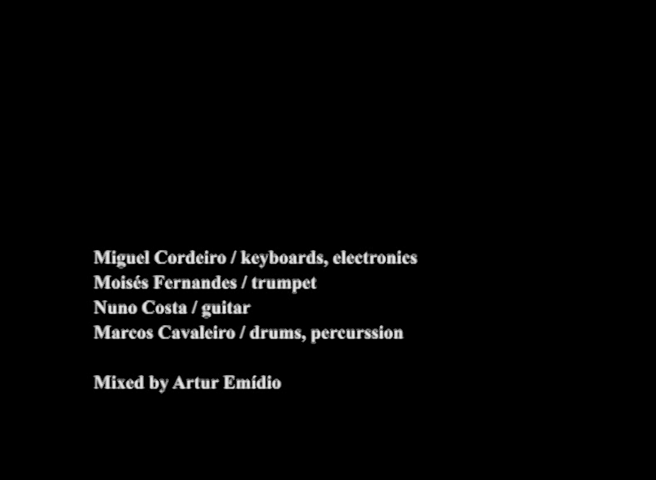 Miguel Cordeiro / keyboards, electronics
Moisés Fernandes / trumpet
Nuno Costa / guitar
Marcos Cavaleiro / drums, percurssion
Mixed by Artur Emídio